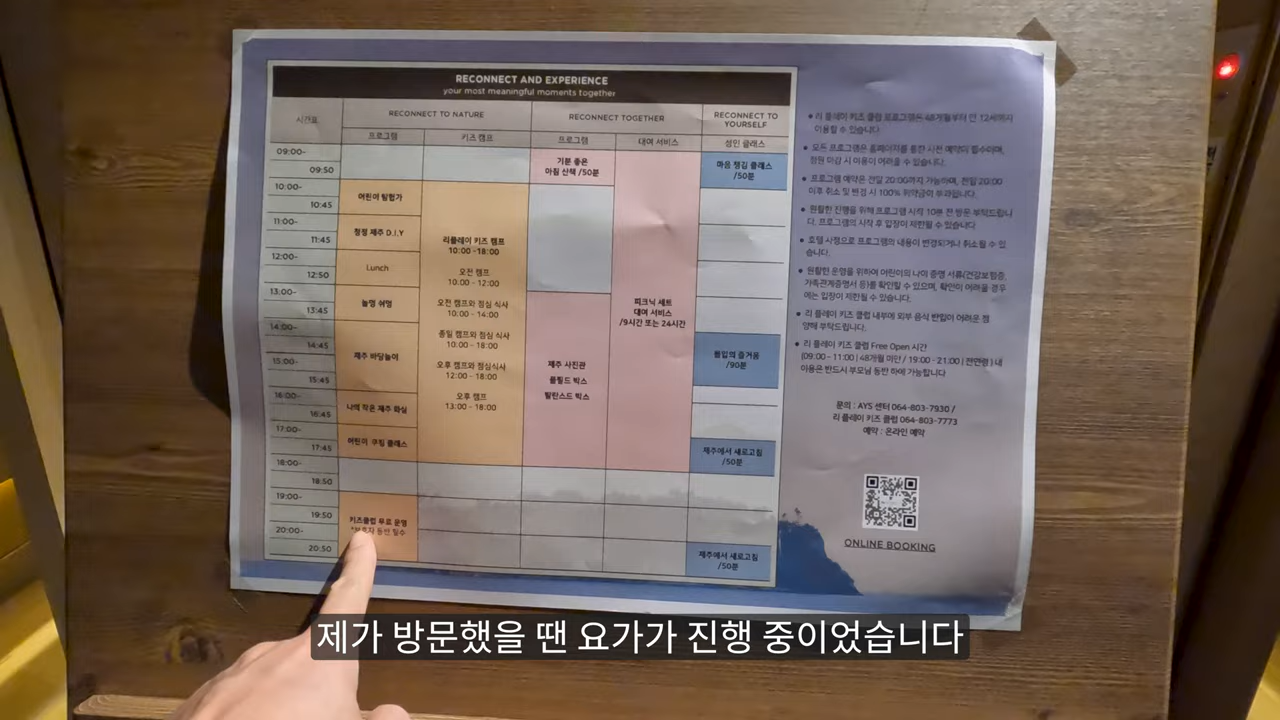 RECONNECT AND EXPERIENCE
your most meaningful moments together
시간표
RECONNECT TO NATURE
RECONNECT TOGETHER
RECONNECT TO
YOURSELF
프로그램
키즈 캠프
프로그램
대여 서비스
성인 클래스
09:00-
09:50
기분 좋은
아침 산책 /50분
마음 챙김 클래스
/50분
10:00-
10:45
어린이 탐험가
11:00-
11:45
청정 제주 D.I.Y
12:00-
12:50
Lunch
13:00-
13:45
놀멍 쉬멍
14:00-
14:45
15:00-
15:45
제주 바당놀이
16:00-
16:45
나의 작은 제주 화실
17:00-
17:45
어린이 쿠킹 클래스
18:00-
18:50
19:00-
19:50
20:00-
20:50
키즈클럽 무료 운영
동반 필수
리플레이 키즈 캠프
10:00 -18:00
오전 캠프
10:00 - 12:00
오전 캠프와 점심 식사
10:00 - 14:00
종일 캠프와 점심 식사
10:00 - 18:00
오후 캠프와 점심식사
12:00 - 18:00
오후 캠프
13:00 - 18:00
제주 사진관
플필드 박스
발란스드 박스
피크닉 세트
대여 서비스
/9시간 또는 24시간
몰입의 즐거움
/90분
제주에서 새로고침
/50분
제주에서 새로고침
/50분
• 리 플레이 키즈 클럽 프로그램은 48개월부터 만 12세까지
이용할 수 있습니다.
• 모든 프로그램은 홈페이지를 통한 사전 예약이 필수이며,
정원 마감 시 이용이 어려울 수 있습니다.
• 프로그램 예약은 전일 20:00까지 가능하며, 전일 20:00
이후 취소 및 변경 시 100% 위약금이 부과됩니다.
• 원활한 진행을 위해 프로그램 시작 10분 전 방문 부탁드립니
다. 프로그램의 시작 후 입장이 제한될 수 있습니다.
• 호텔 사정으로 프로그램의 내용이 변경되거나 취소될 수 있
습니다.
• 원활한 운영을 위하여 어린이의 나이 증명 서류(건강보험증,
가족관계증명서 등)를 확인할 수 있으며, 확인이 어려울 경우
에는 입장이 제한될 수 있습니다.
• 리 플레이 키즈 클럽 내부에 외부 음식 반입이 어려운 점
양해 부탁드립니다.
• 리 플레이 키즈 클럽 Free Open 시간
(09:00 - 11:00 | 48개월 미만 / 19:00 - 21:00 | 전연령) 내
이용은 반드시 부모님 동반 하에 가능합니다
문의 : AYS 센터 064-803-7930 /
리 플레이 키즈 클럽 064-803-7773
예약 : 온라인 예약
ONLINE BOOKING
제가 방문했을 땐 요가가 진행 중이었습니다